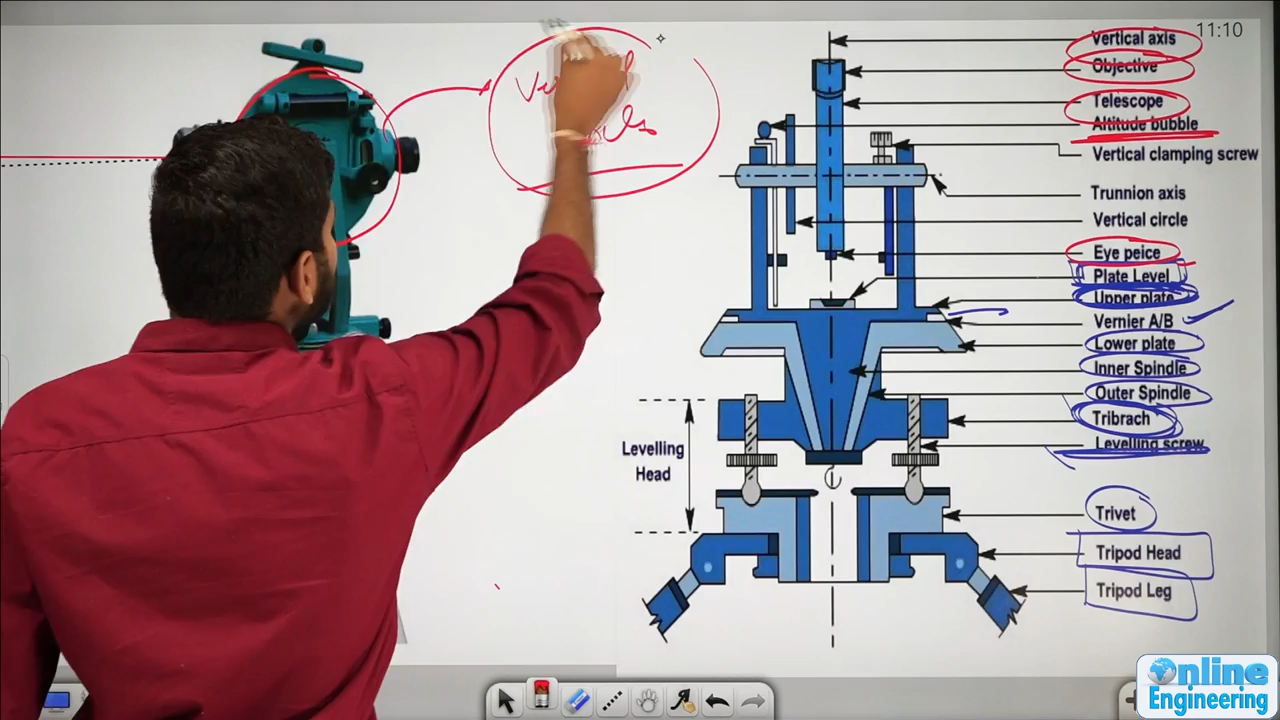 11:10
Vertical axis
Objective
Telescope
Altitude bubble
Vertical clamping screw
Trunnion axis
Vertical circle
Eye peice
Plate Level
Upper plate
Vernier A/B
Lower plate
Inner Spindle
Outer Spindle
Tribrach
Levelling screw
Levelling
Head
Trivet
Tripod Head
Tripod Leg
Online
Engineering